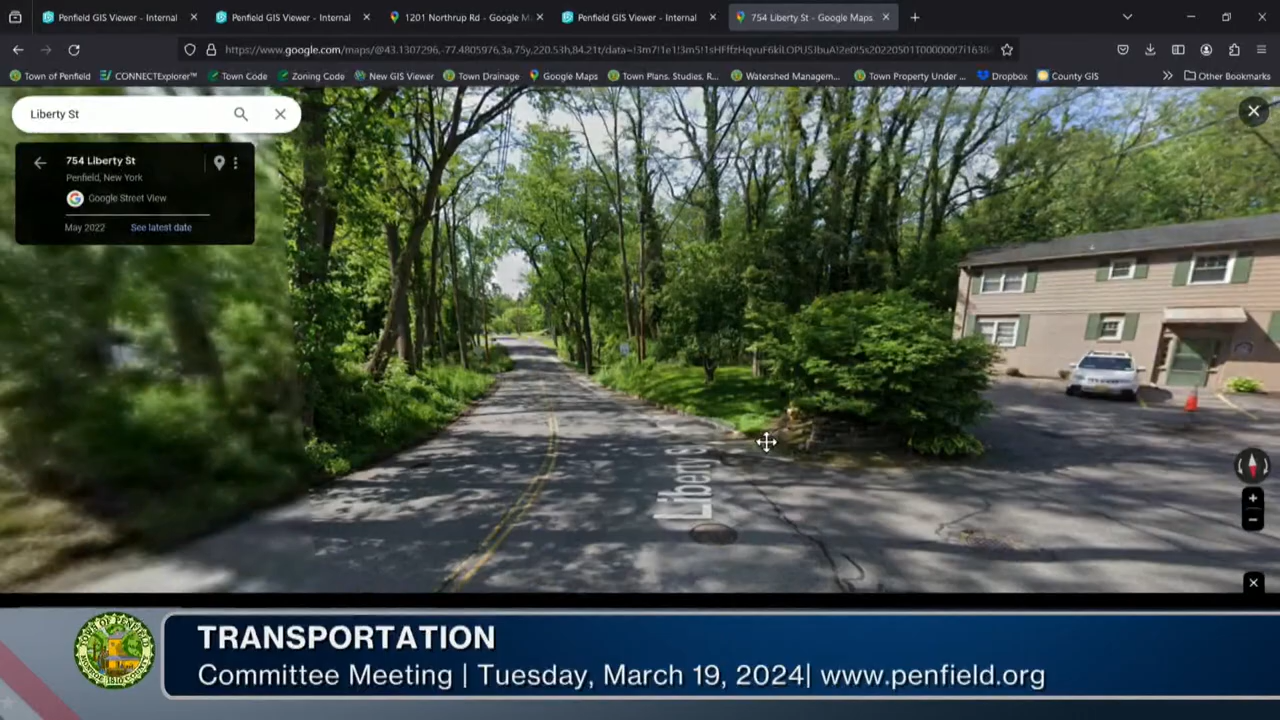 Penfield GIS Viewer - Internal
Penfield GIS Viewer - Internal
1201 Northrup Rd - Google M
Penfield GIS Viewer - Internal
754 Liberty St - Google Maps
Town of Penfield
CONNECTExplorer™
Town Code
Zoning Code
New GIS Viewer
Town Drainage
Google Maps
Town Plans. Studies, R...
Watershed Managem...
Town Property Under ...
Dropbox
County GIS
Other Bookmarks
Liberty St
754 Liberty St
Penfield, New York
Google Street View
May 2022
See latest date
Liberty S
TOWN OF PENFIELD
TRANSPORTATION
Committee Meeting | Tuesday, March 19, 2024| www.penfield.org